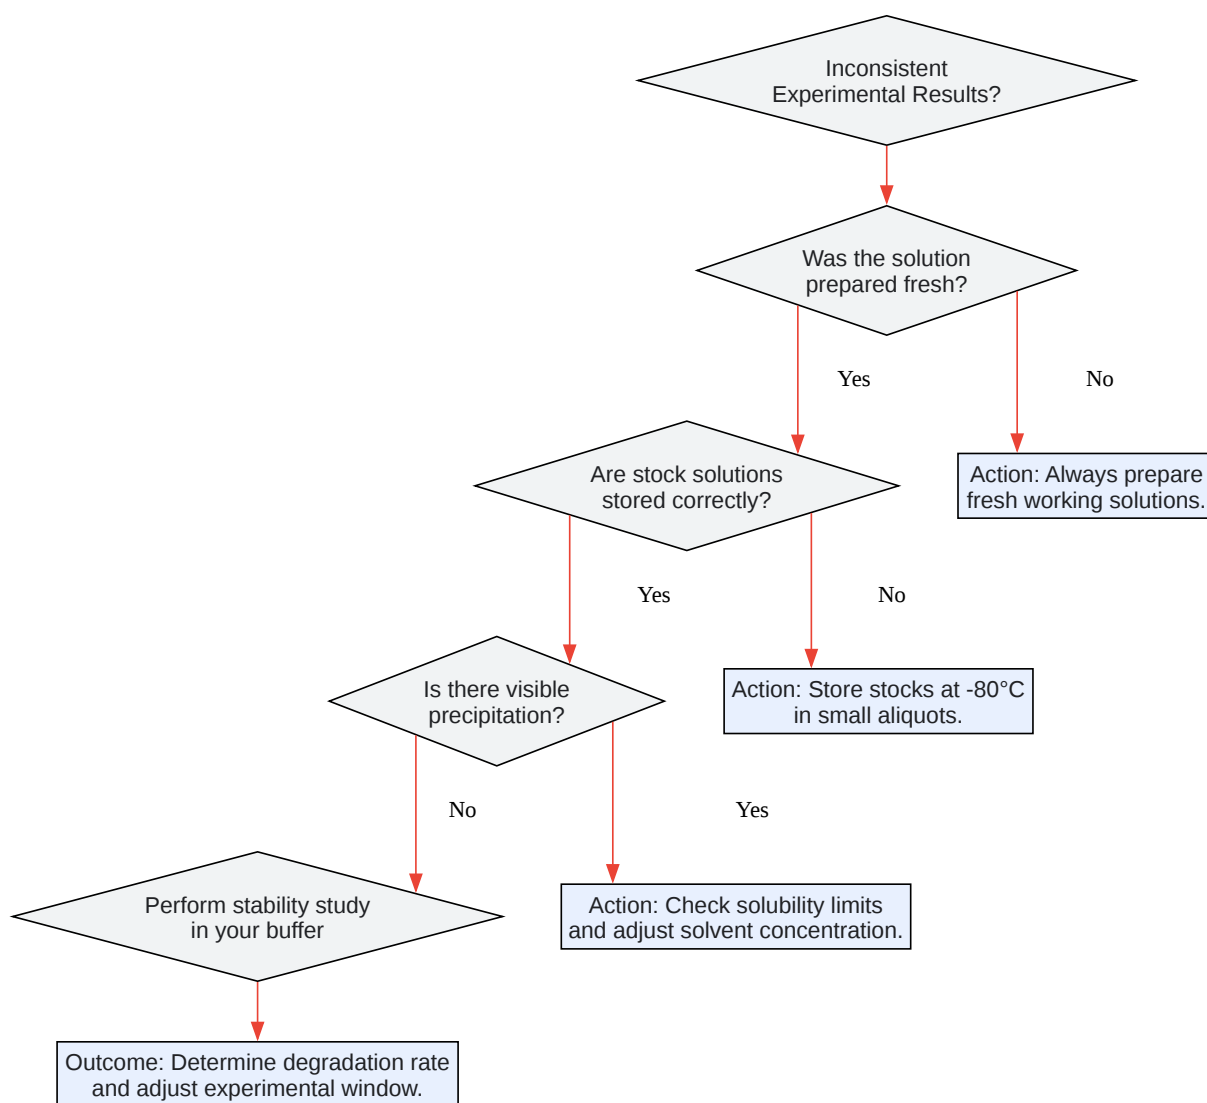 Inconsistent
Experimental Results?
Was the solution
prepared fresh?
Yes
No
Are stock solutions
stored correctly?
Action: Always prepare
fresh working solutions.
Yes
No
Is there visible
precipitation?
Action: Store stocks at -80°C
in small aliquots.
No
Yes
Perform stability study
in your buffer
Action: Check solubility limits
and adjust solvent concentration.
Outcome: Determine degradation rate
and adjust experimental window.